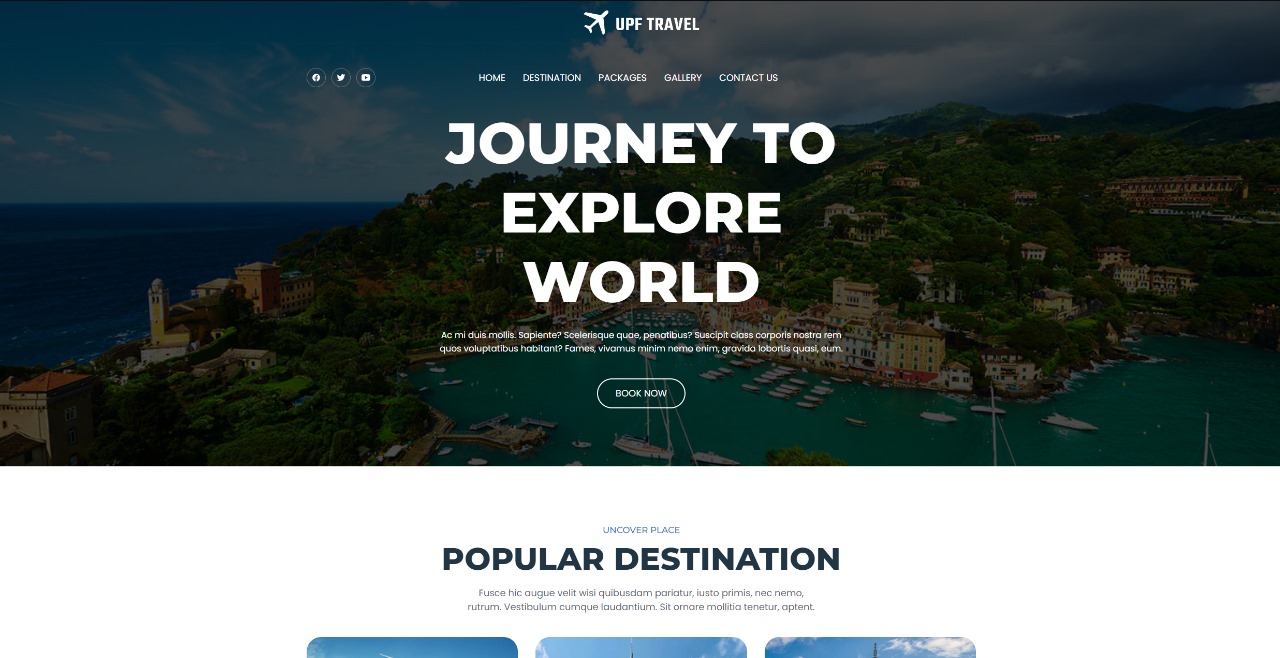 UPF TRAVEL
HOME DESTINATION PACKAGES GALLERY CONTACT US
JOURNEY TO
EXPLORE
WORLD
Ac mi duis mollis. Sapiente? Scelerisque quae, penatibus? Suscipit class corporis nostra rem
quos voluptatibus habitant? Fames, vivamus minim nemo enim, gravida lobortis quasi, eum.
BOOK NOW
UNCOVER PLACE
POPULAR DESTINATION
Fusce hic augue velit wisi quibusdam pariatur, iusto primis, nec nemo,
rutrum. Vestibulum cumque laudantium. Sit ornare mollitia tenetur, aptent.